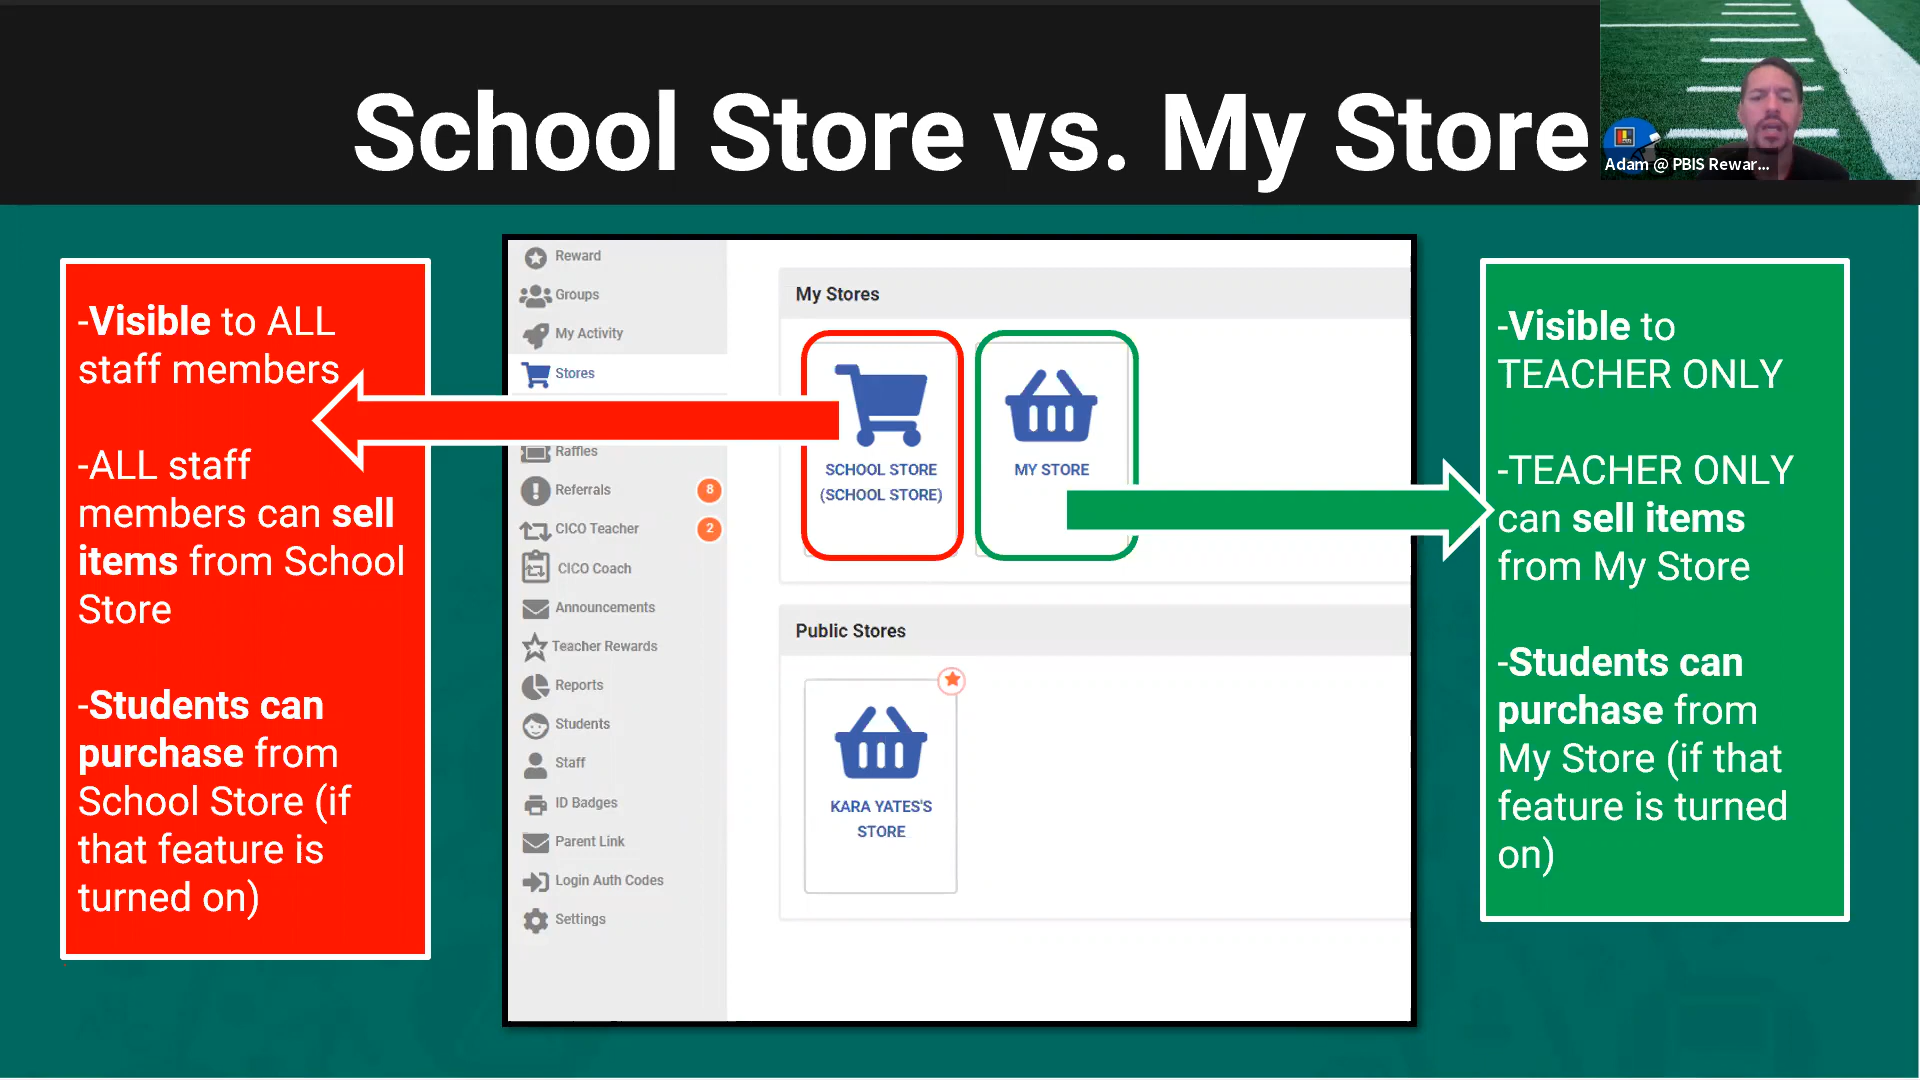 School Store vs. My Store
Adam @ PBIS Rewar...
-Visible to ALL
staff members
-ALL staff
members can sell
items from School
Store
-Students can
purchase from
School Store (if
that feature is
turned on)
Reward
Groups
My Activity
Stores
Raffles
Referrals 8
CICO Teacher 2
CICO Coach
Announcements
Teacher Rewards
Reports
Students
Staff
ID Badges
Parent Link
Login Auth Codes
Settings
My Stores
SCHOOL STORE
(SCHOOL STORE)
MY STORE
Public Stores
KARA YATES'S
STORE
-Visible to
TEACHER ONLY
-TEACHER ONLY
can sell items
from My Store
-Students can
purchase from
My Store (if that
feature is turned
on)